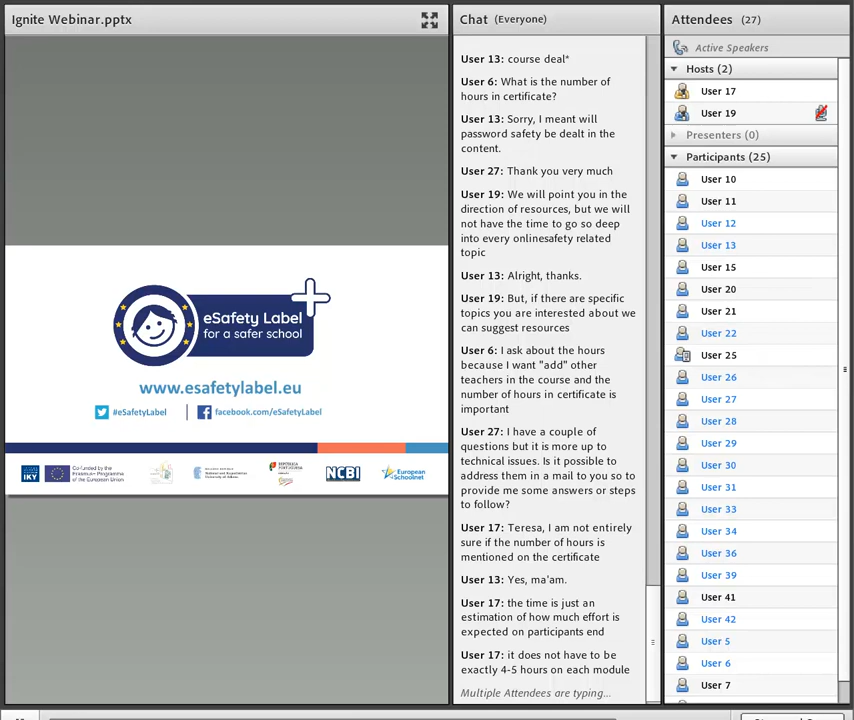 Ignite Webinar.pptx
eSafety Label
for a safer school
www.esafetylabel.eu
#eSafetyLabel
facebook.com/eSafetyLabel
IKY
Co-funded by the
Erasmus+ Programme
of the European Union
NCBI
European
Schoolnet
Chat (Everyone)
User 13: course deal*
User 6: What is the number of
hours in certificate?
User 13: Sorry, I meant will
password safety be dealt in the
content.
User 27: Thank you very much
User 19: We will point you in the
direction of resources, but we will
not have the time to go so deep
into every onlinesafety related
topic
User 13: Alright, thanks.
User 19: But, if there are specific
topics you are interested about we
can suggest resources
User 6: I ask about the hours
because I want "add" other
teachers in the course and the
number of hours in certificate is
important
User 27: I have a couple of
questions but it is more up to
technical issues. Is it possible to
address them in a mail to you so to
provide me some answers or steps
to follow?
User 17: Teresa, I am not entirely
sure if the number of hours is
mentioned on the certificate
User 13: Yes, ma'am.
User 17: the time is just an
estimation of how much effort is
expected on participants end
User 17: it does not have to be
exactly 4-5 hours on each module
Multiple Attendees are typing...
Attendees (27)
Active Speakers
Hosts (2)
User 17
User 19
Presenters (0)
Participants (25)
User 10
User 11
User 12
User 13
User 15
User 20
User 21
User 22
User 25
User 26
User 27
User 28
User 29
User 30
User 31
User 33
User 34
User 36
User 39
User 41
User 42
User 5
User 6
User 7